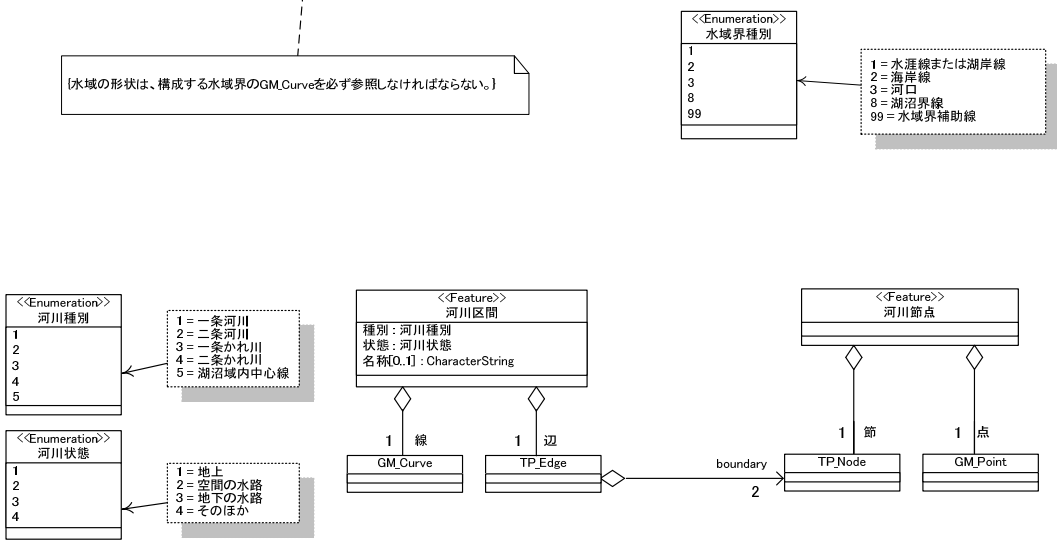 {水域の形状は、構成する水域界のGM_Curveを必ず参照しなければならない。}
<<Enumeration>>
水域界種別
1
2
3
8
99
1 = 水涯線または湖岸線
2 = 海岸線
3 = 河口
8 = 湖沼界線
99 = 水域界補助線
<<Enumeration>>
河川種別
1
2
3
4
5
1 = 一条河川
2 = 二条河川
3 = 一条かれ川
4 = 二条かれ川
5 = 湖沼域内中心線
<<Enumeration>>
河川状態
1
2
3
4
1 = 地上
2 = 空間の水路
3 = 地下の水路
4 = そのほか
<<Feature>>
河川区間
種別 : 河川種別
状態 : 河川状態
名称[0..1] : CharacterString
1 線
1 辺
GM_Curve
TP_Edge
boundary
2
<<Feature>>
河川節点
1 節
1 点
TP_Node
GM_Point